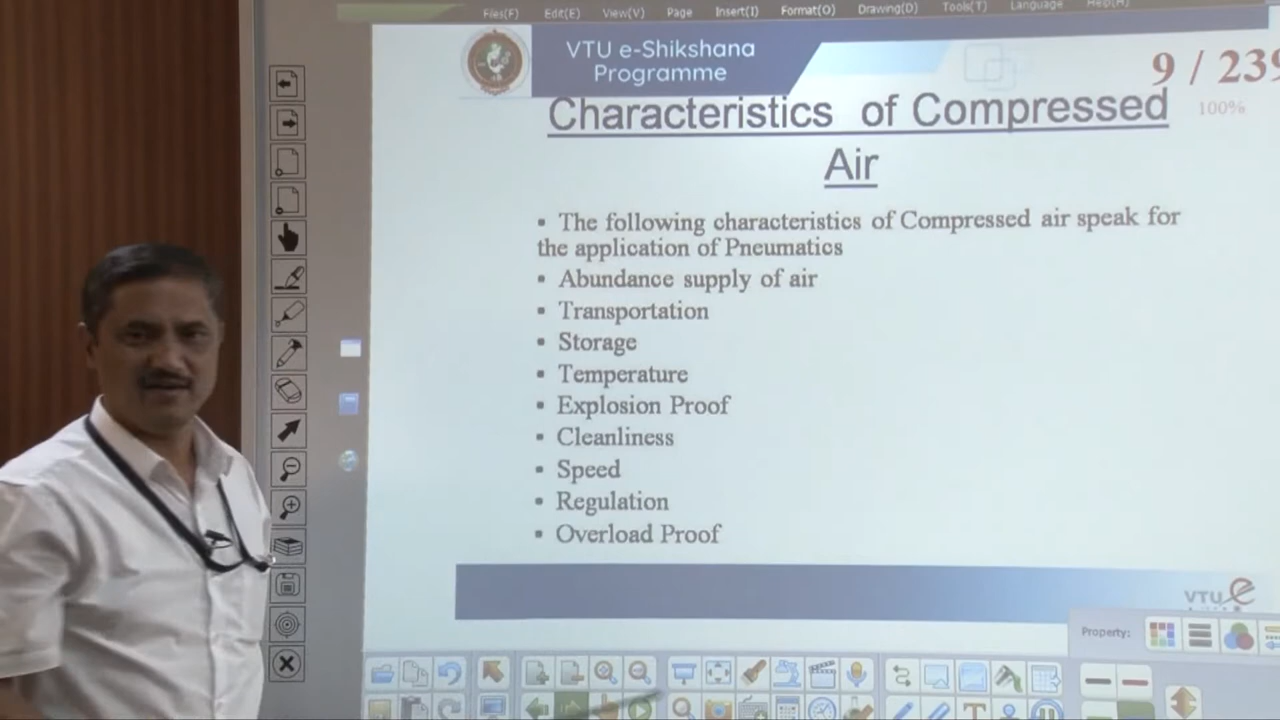 Files(F) Edit(E) View(V) Page Insert(I) Format(O) Drawing(D) Tools(T) Language Help(H)
VTU e-Shikshana
Programme
9 / 239
100%
Characteristics of Compressed
Air
▪ The following characteristics of Compressed air speak for
the application of Pneumatics
▪ Abundance supply of air
▪ Transportation
▪ Storage
▪ Temperature
▪ Explosion Proof
▪ Cleanliness
▪ Speed
▪ Regulation
▪ Overload Proof
VTU e
Property: